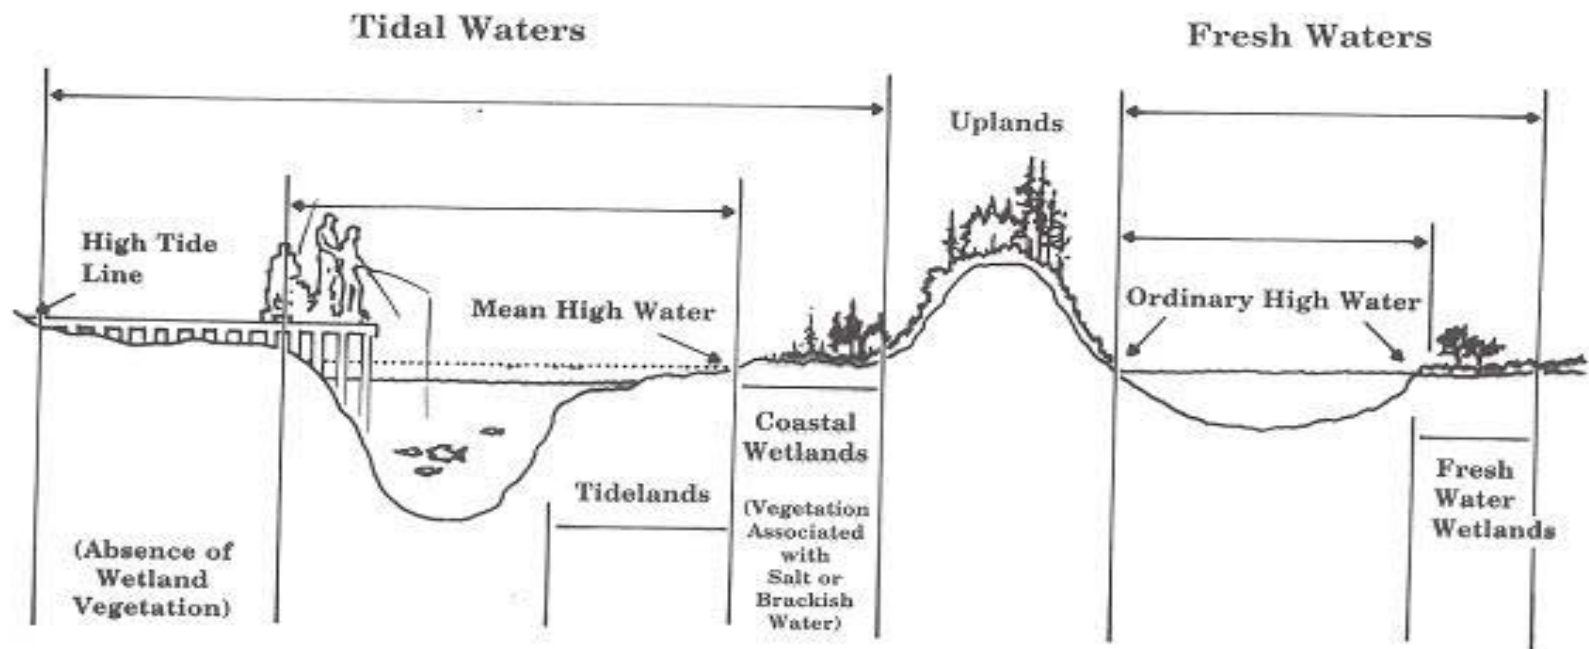 Tidal Waters
Fresh Waters
Uplands
High Tide
Line
Mean High Water
Ordinary High Water
Coastal
Wetlands
Tidelands
(Vegetation
Associated
with
Salt or
Brackish
Water)
(Absence of
Wetland
Vegetation)
Fresh
Water
Wetlands